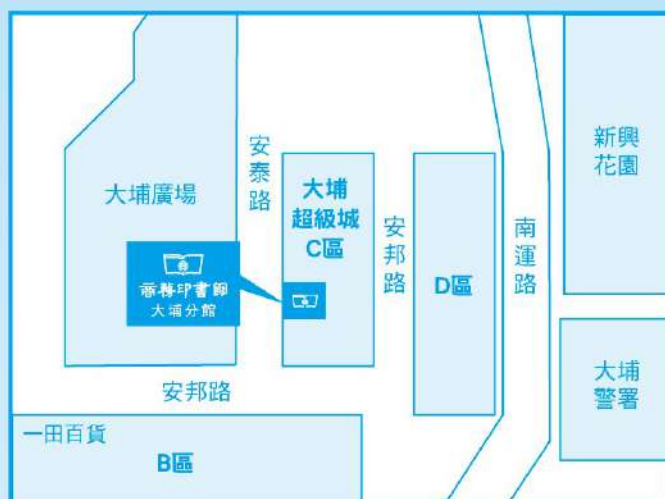 大埔廣場
安泰路
大埔
超級城
C區
商務印書館
大埔分館
安邦路
D區
南運路
新興
花園
大埔
警署
安邦路
一田百貨
B區